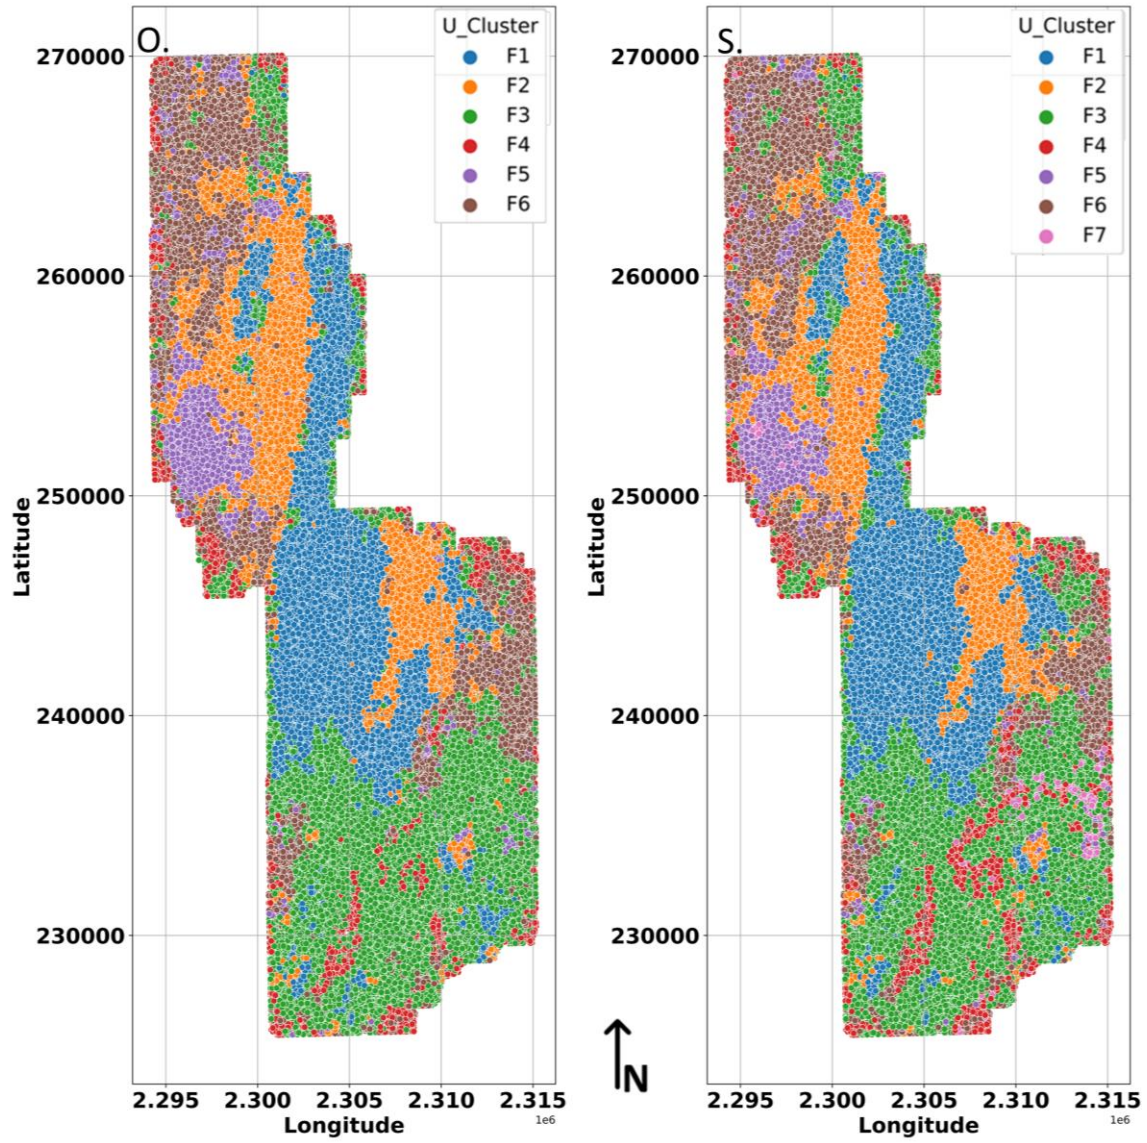 O.
U_Cluster
F1
F2
F3
F4
F5
F6
270000
260000
250000
240000
230000
Latitude
2.295 2.300 2.305 2.310 2.315
1e6
Longitude
S.
U_Cluster
F1
F2
F3
F4
F5
F6
F7
270000
260000
250000
240000
230000
Latitude
N
2.295 2.300 2.305 2.310 2.315
1e6
Longitude